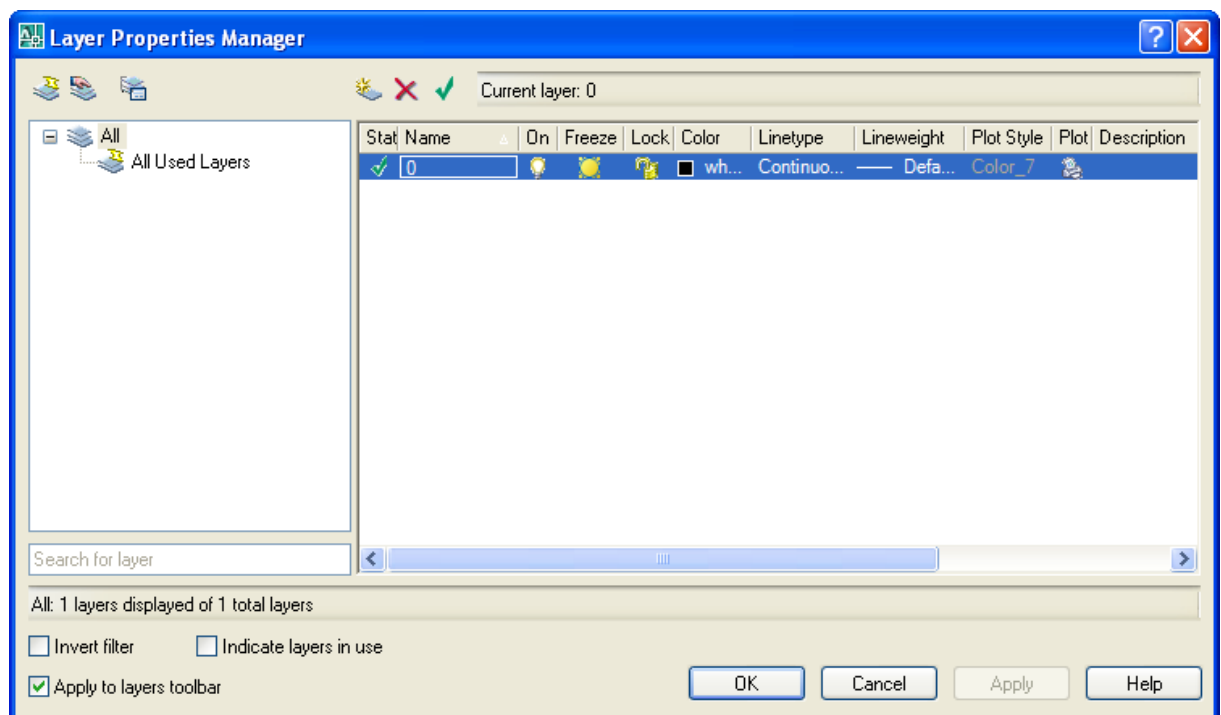 Layer Properties Manager
Current layer: 0
All
All Used Layers
Stat Name On Freeze Lock Color Linetype Lineweight Plot Style Plot Description
0 wh... Continuo... Defa... Color_7
Search for layer
All: 1 layers displayed of 1 total layers
Invert filter Indicate layers in use
Apply to layers toolbar
OK Cancel Apply Help